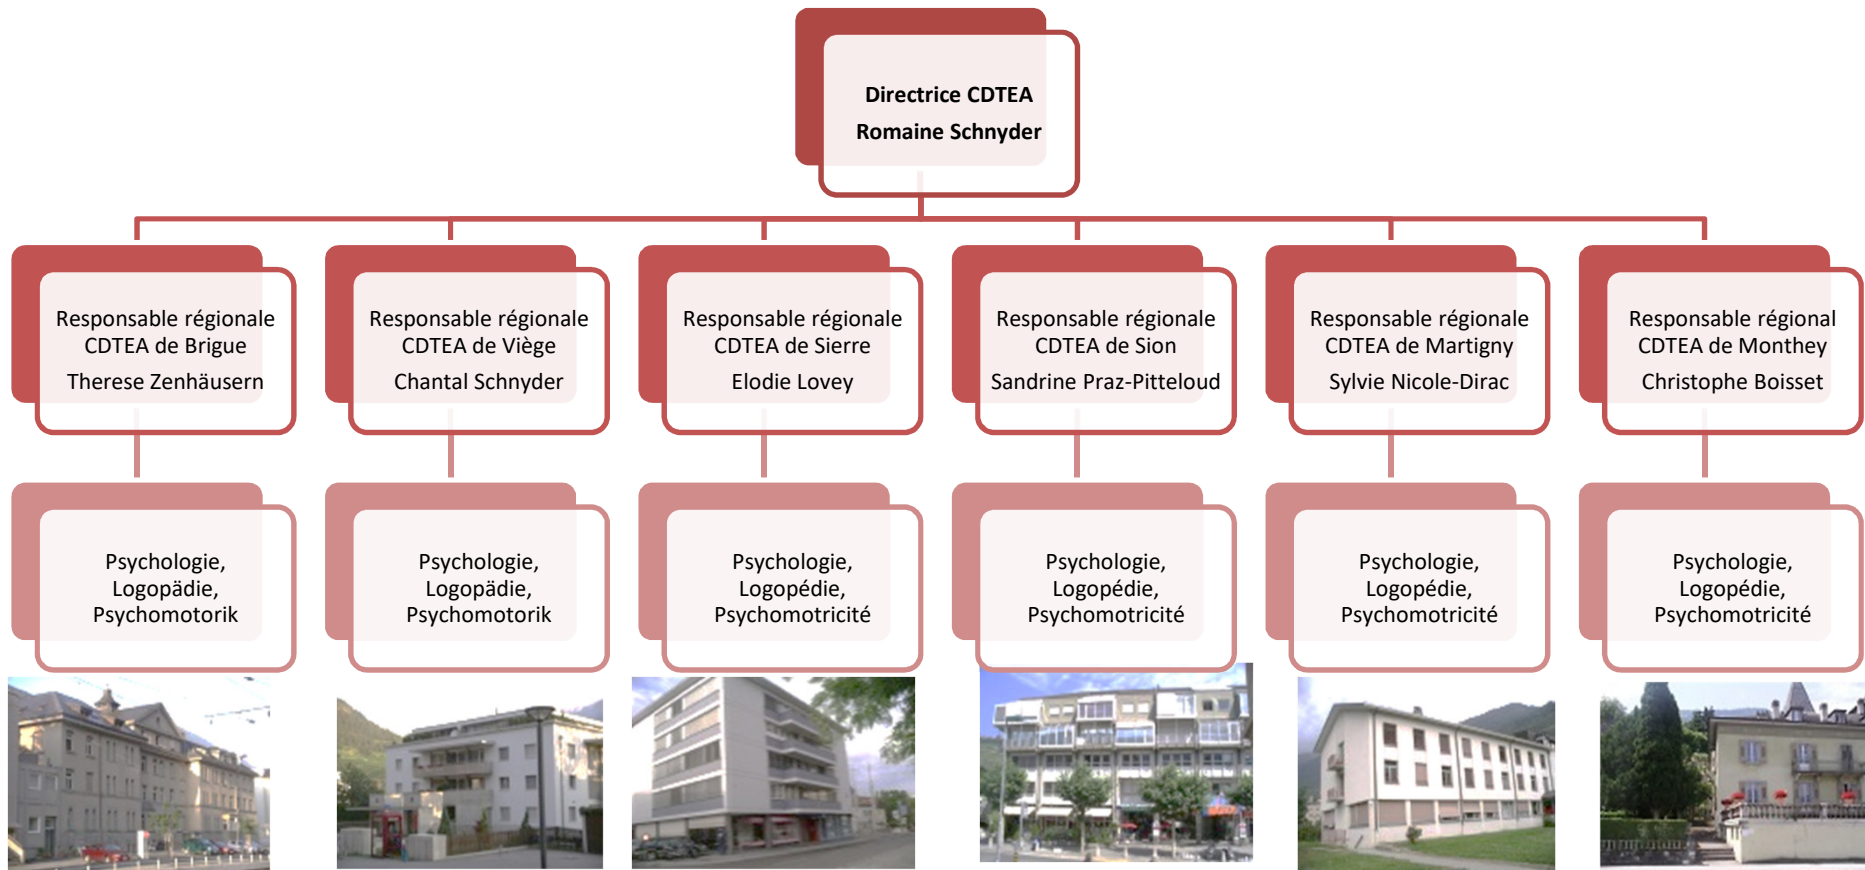 Directrice CDTEA
Romaine Schnyder
Responsable régionale
CDTEA de Brigue
Therese Zenhäusern
Responsable régionale
CDTEA de Viège
Chantal Schnyder
Responsable régionale
CDTEA de Sierre
Elodie Lovey
Responsable régionale
CDTEA de Sion
Sandrine Praz-Pitteloud
Responsable régionale
CDTEA de Martigny
Sylvie Nicole-Dirac
Responsable régional
CDTEA de Monthey
Christophe Boisset
Psychologie,
Logopädie,
Psychomotorik
Psychologie,
Logopädie,
Psychomotorik
Psychologie,
Logopédie,
Psychomotricité
Psychologie,
Logopédie,
Psychomotricité
Psychologie,
Logopédie,
Psychomotricité
Psychologie,
Logopédie,
Psychomotricité